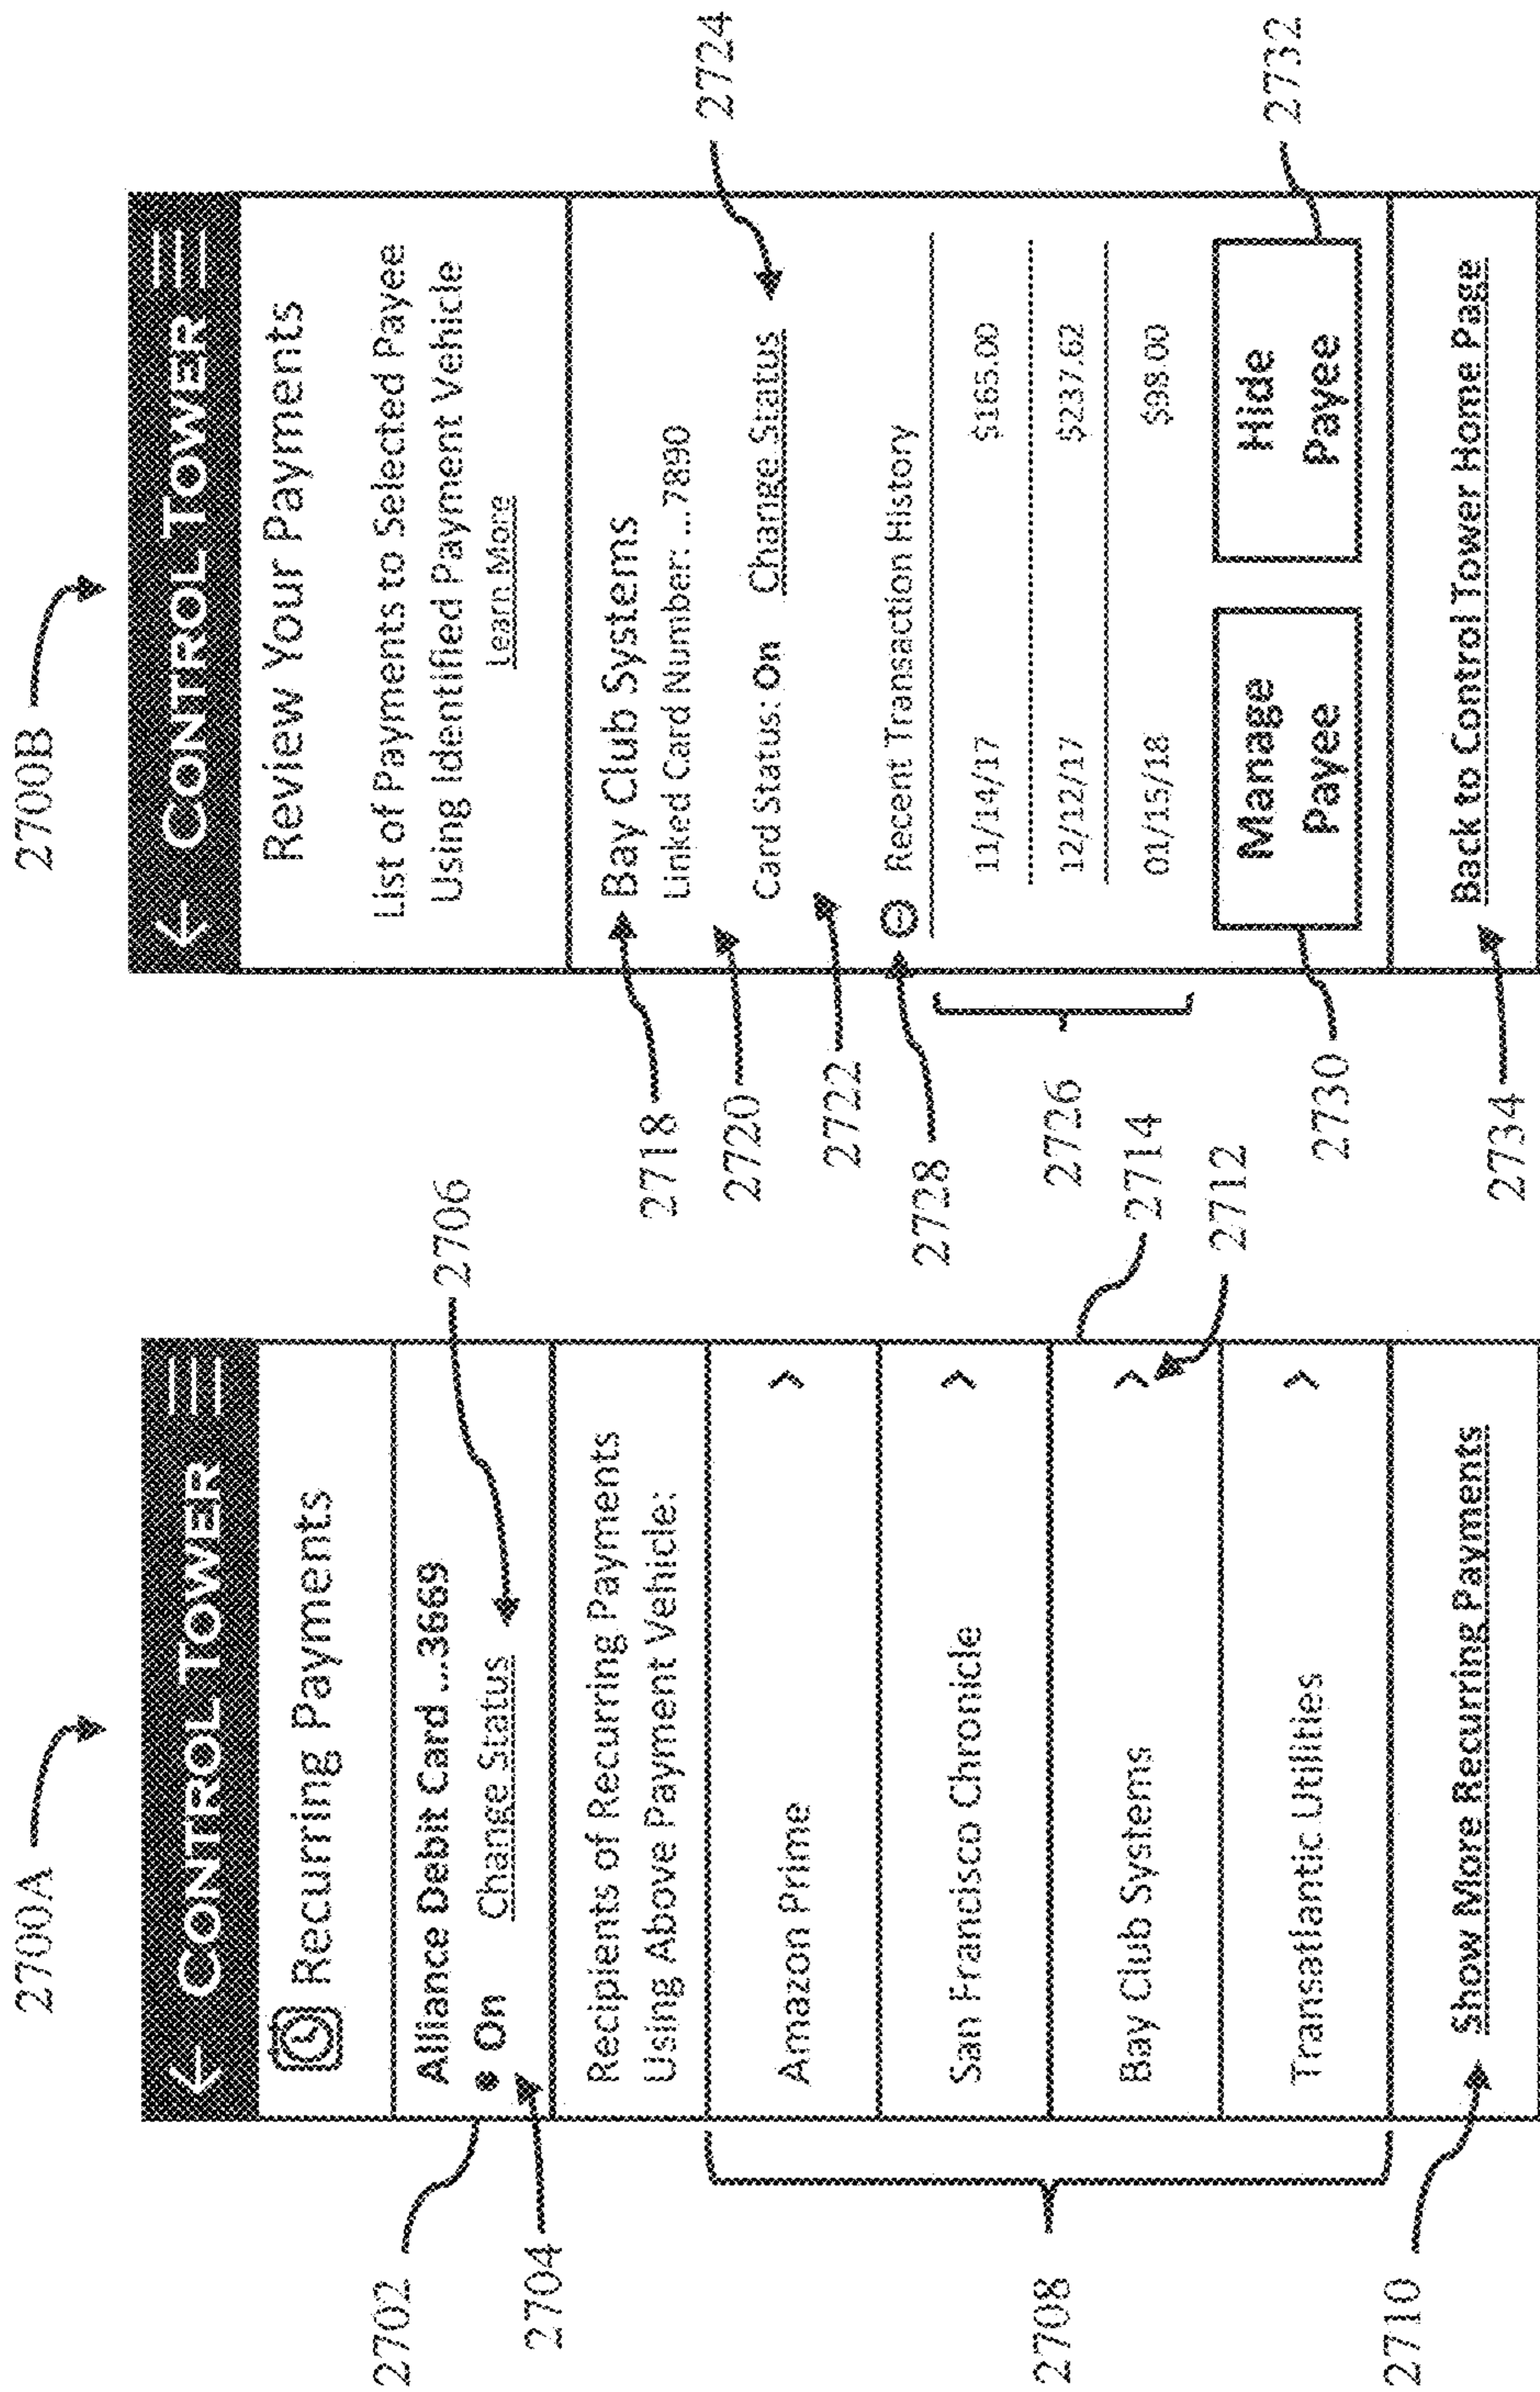 2700A
← CONTROL TOWER
Recurring Payments
2702
Alliance Debit Card ...3669
● On Change Status
2704
2706
Recipients of Recurring Payments
Using Above Payment Vehicle:
2708
Amazon Prime >
San Francisco Chronicle >
Bay Club Systems >
2714
2712
Transatlantic Utilities >
2710
Show More Recurring Payments
2700B
← CONTROL TOWER
Review Your Payments
List of Payments to Selected Payee
Using Identified Payment Vehicle
Learn More
2718
Bay Club Systems
Linked Card Number: ...7890
2720
2724
Card Status: On Change Status
2722
2728
Recent Transaction History
2726
11/14/17 $165.00
12/12/17 $237.62
01/15/18 $98.00
2730
Manage
Payee
Hide
Payee
2732
2734
Back to Control Tower Home Page